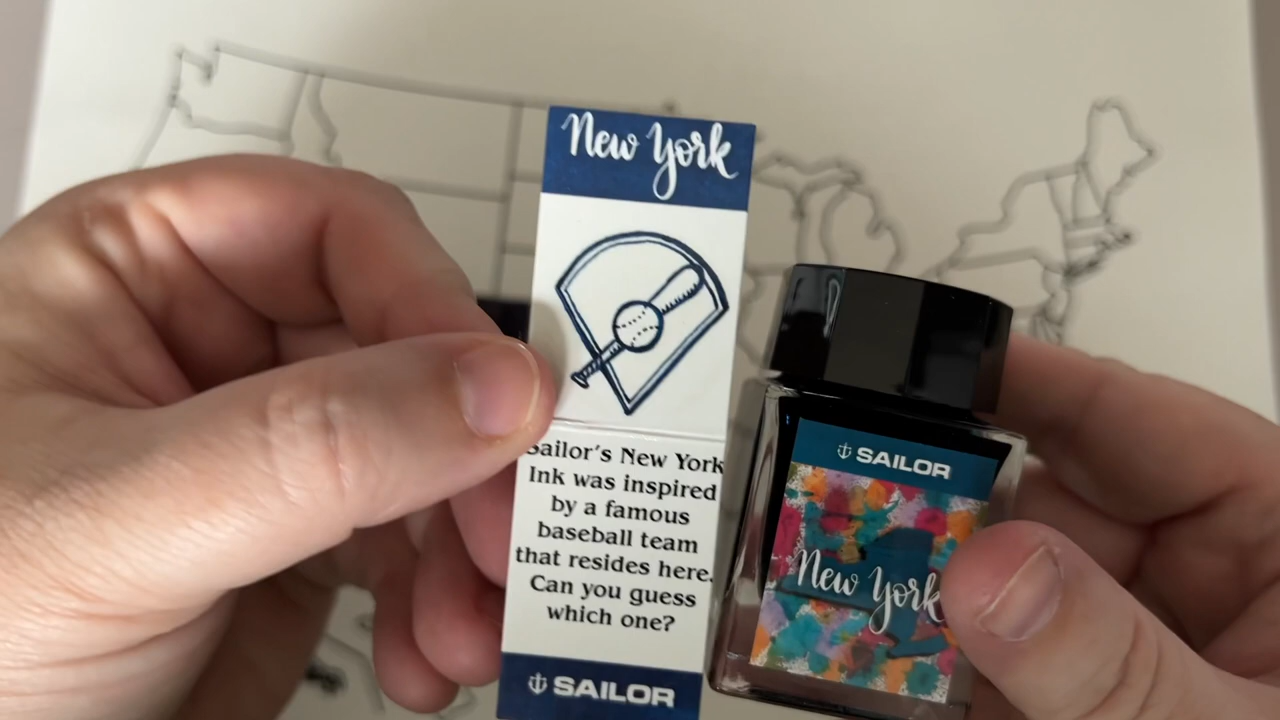 New York
Sailor's New York
Ink was inspired
by a famous
baseball team
that resides here.
Can you guess
which one?
SAILOR
SAILOR
New York